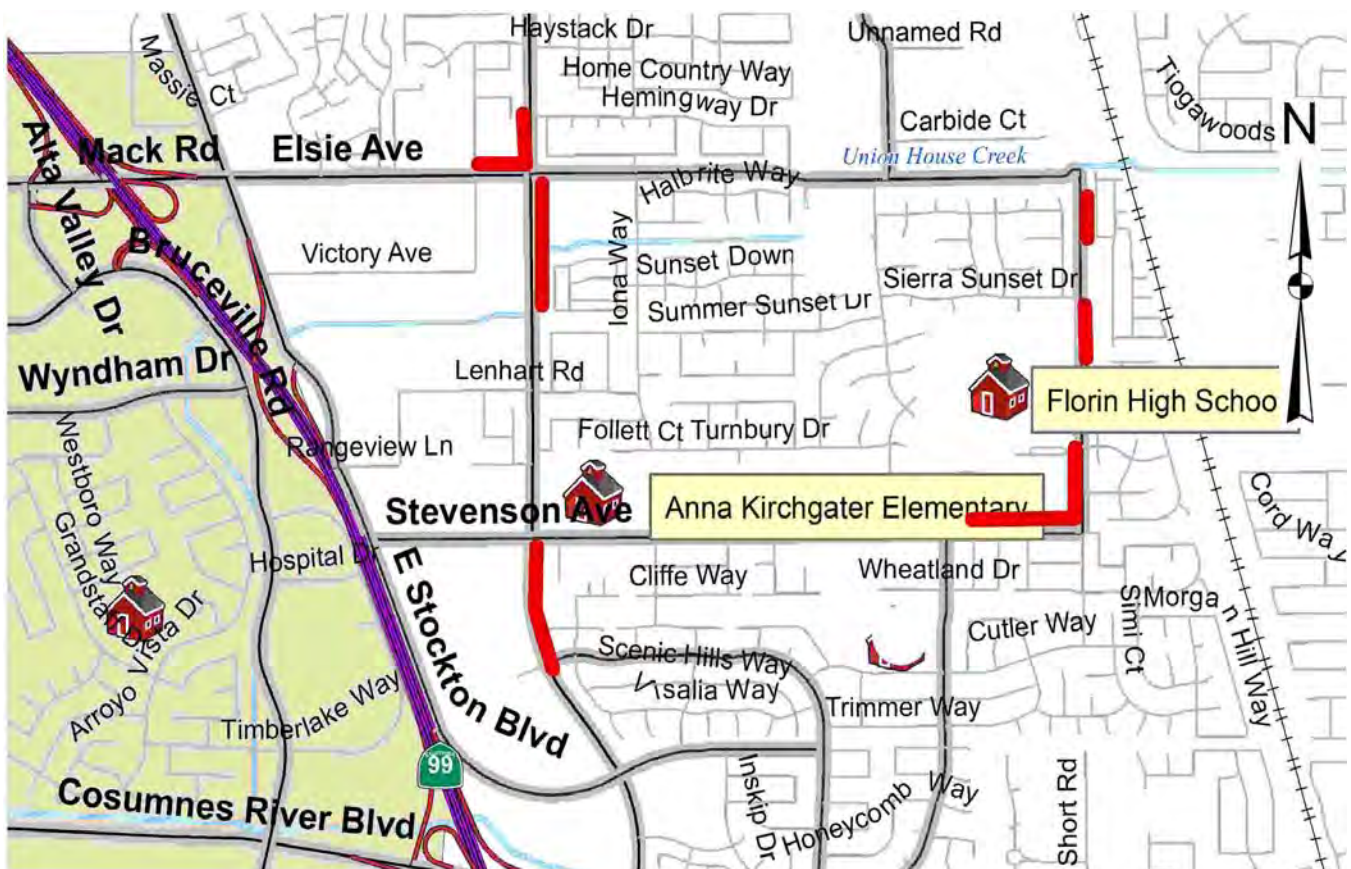 Haystack Dr
Unnamed Rd
Massie Ct
Home Country Way
Hemingway Dr
Tiogawoods
N
Carbide Ct
Mack Rd
Elsie Ave
Union House Creek
Alta Valley Dr
Halbrite Way
Bruceville Rd
Victory Ave
Iona Way
Sunset Down
Sierra Sunset Dr
Summer Sunset Dr
Wyndham Dr
Lenhart Rd
Florin High Schoo
Westboro Way
Rangeview Ln
Follett Ct
Turnbury Dr
Stevenson Ave
Anna Kirchgater Elementary
Cord Way
Grandstand
Hospital Dr
E Stockton Blvd
Cliffe Way
Wheatland Dr
Simi Ct
Morgan Hill Way
Vista Dr
Cutler Way
Scenic Hills Way
Visalia Way
Arroyo
Timberlake Way
Trimmer Way
99
Inskip Dr
Honeycomb Way
Short Rd
Cosumnes River Blvd